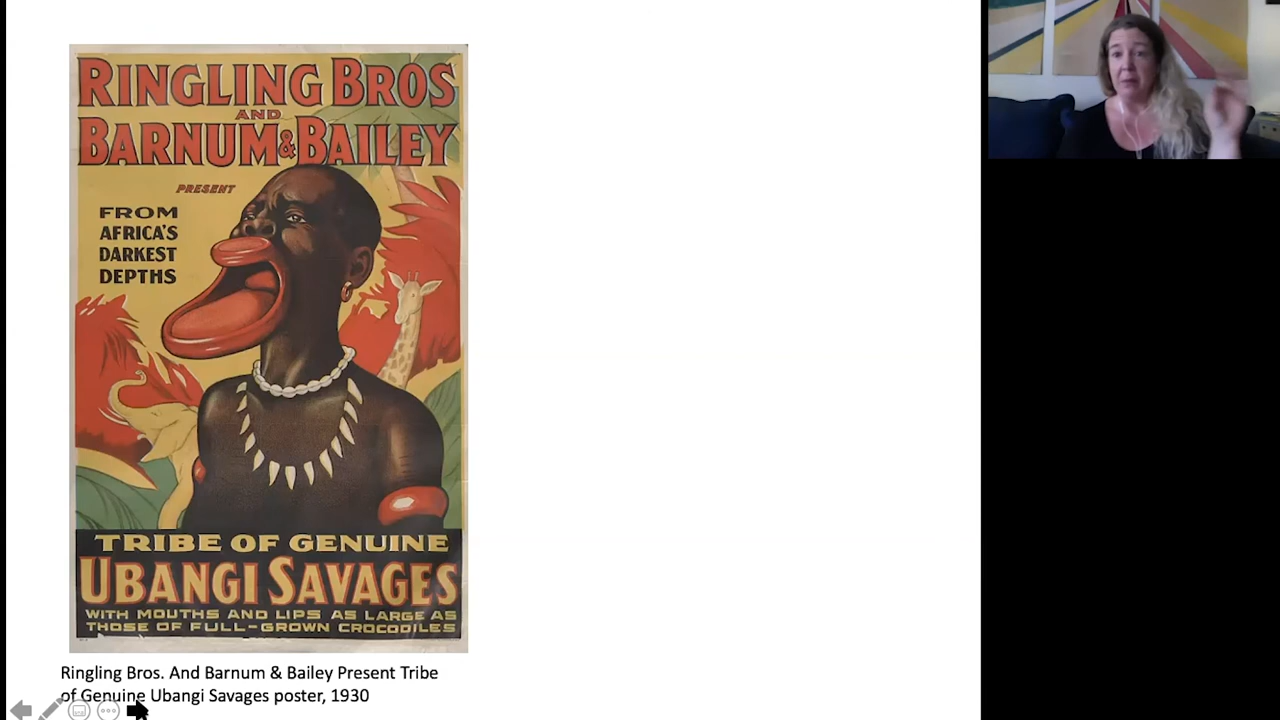 RINGLING BROS
AND
BARNUM & BAILEY
PRESENT
FROM
AFRICA'S
DARKEST
DEPTHS
TRIBE OF GENUINE
UBANGI SAVAGES
WITH MOUTHS AND LIPS AS LARGE AS
THOSE OF FULL-GROWN CROCODILES
Ringling Bros. And Barnum & Bailey Present Tribe
of Genuine Ubangi Savages poster, 1930